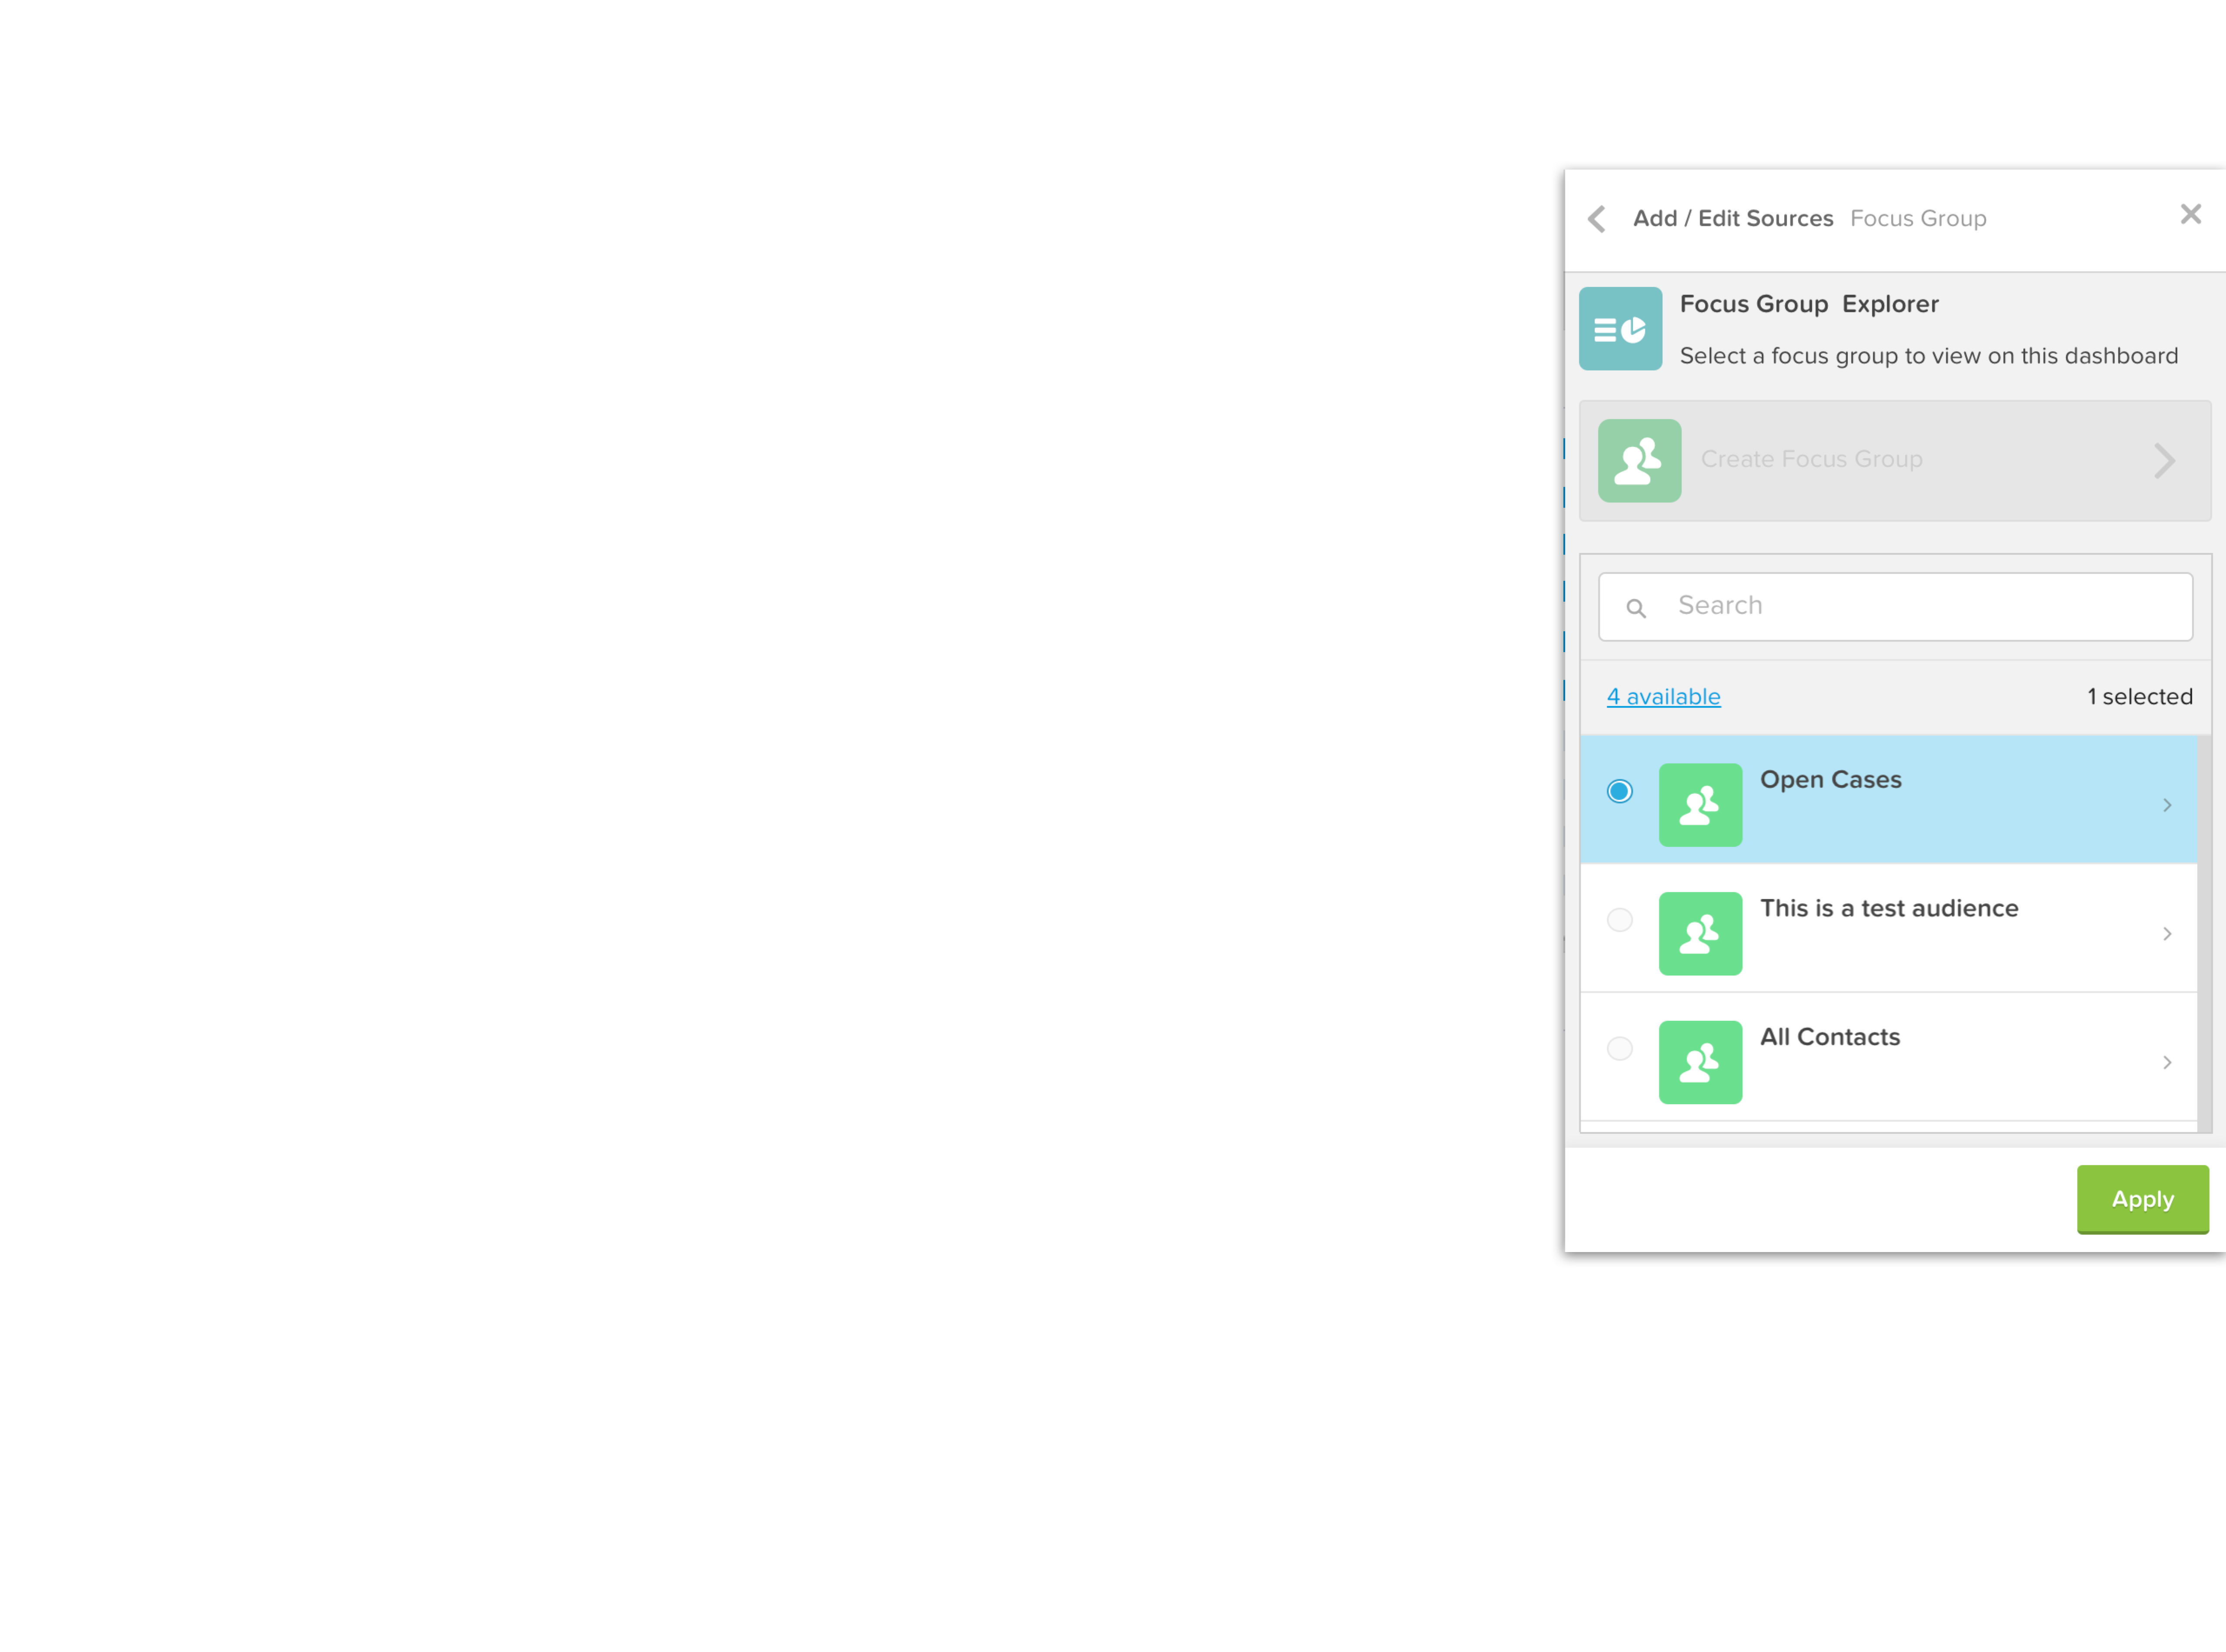 Add / Edit Sources Focus Group
Focus Group Explorer
Select a focus group to view on this dashboard
Create Focus Group
Search
4 available 1 selected
Open Cases
This is a test audience
All Contacts
Apply